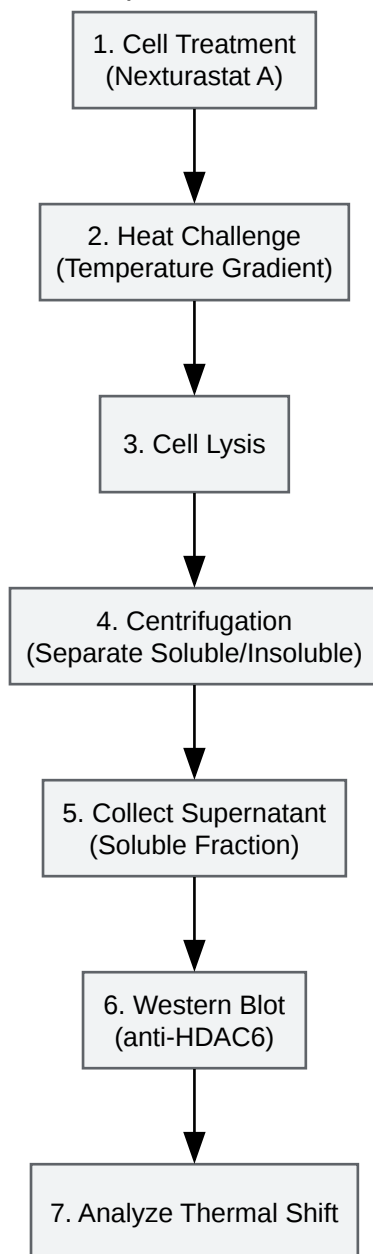 1. Cell Treatment
(Nexturastat A)
2. Heat Challenge
(Temperature Gradient)
3. Cell Lysis
4. Centrifugation
(Separate Soluble/Insoluble)
5. Collect Supernatant
(Soluble Fraction)
6. Western Blot
(anti-HDAC6)
7. Analyze Thermal Shift